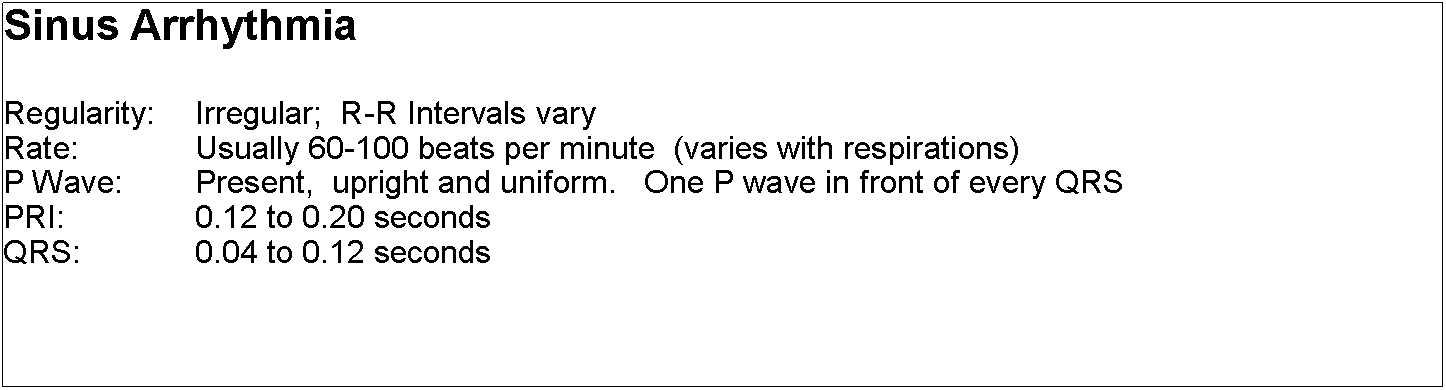 Sinus Arrhythmia
Regularity: Irregular; R-R Intervals vary
Rate: Usually 60-100 beats per minute (varies with respirations)
P Wave: Present, upright and uniform. One P wave in front of every QRS
PRI: 0.12 to 0.20 seconds
QRS: 0.04 to 0.12 seconds